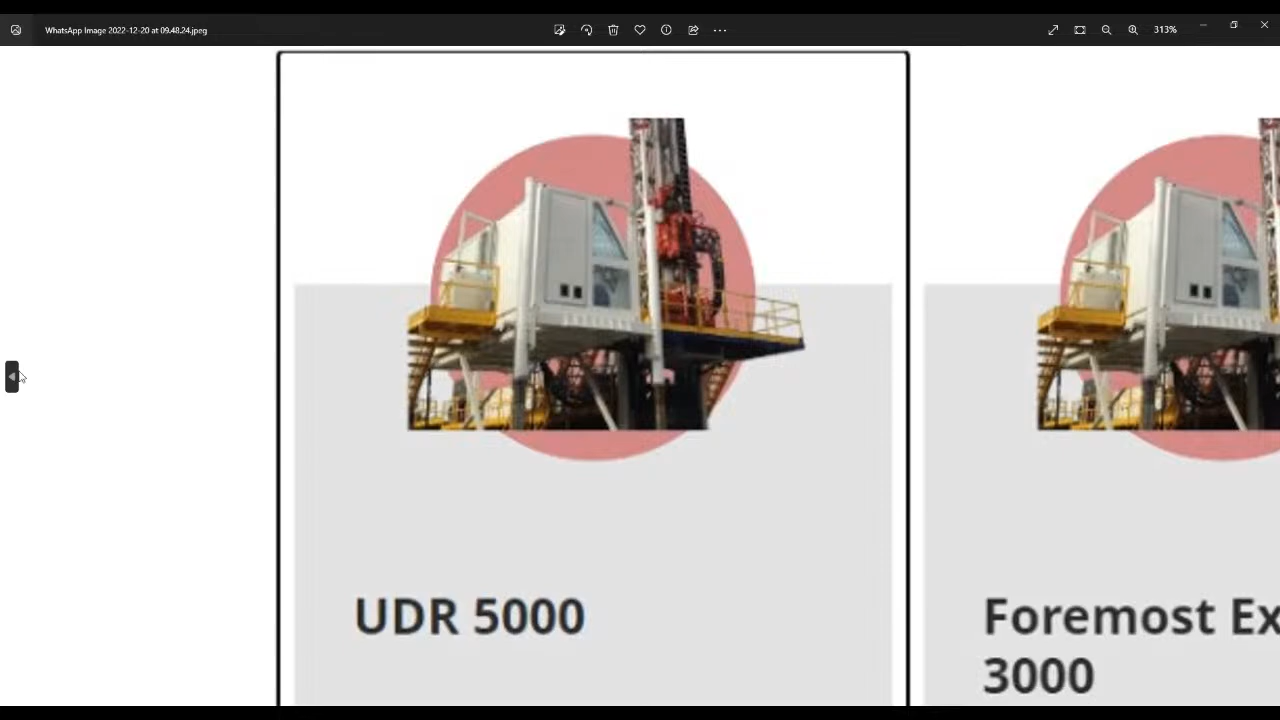 WhatsApp Image 2022-12-20 at 09.48.24.jpeg
313%
UDR 5000
Foremost Ex
3000